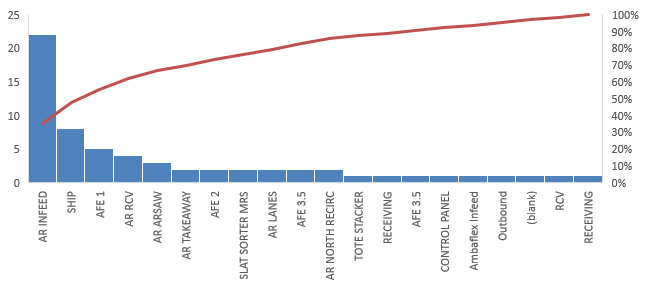 25
20
15
10
5
0
100%
90%
80%
70%
60%
50%
40%
30%
20%
10%
0%
AR INFEED
SHIP
AFE 1
AR RCV
AR ARSAW
AR TAKEAWAY
AFE 2
SLAT SORTER MRS
AR LANES
AFE 3.5
AR NORTH RECIRC
TOTE STACKER
RECEIVING
AFE 3.5
CONTROL PANEL
Ambaflex Infeed
Outbound
(blank)
RCV
RECEIVING